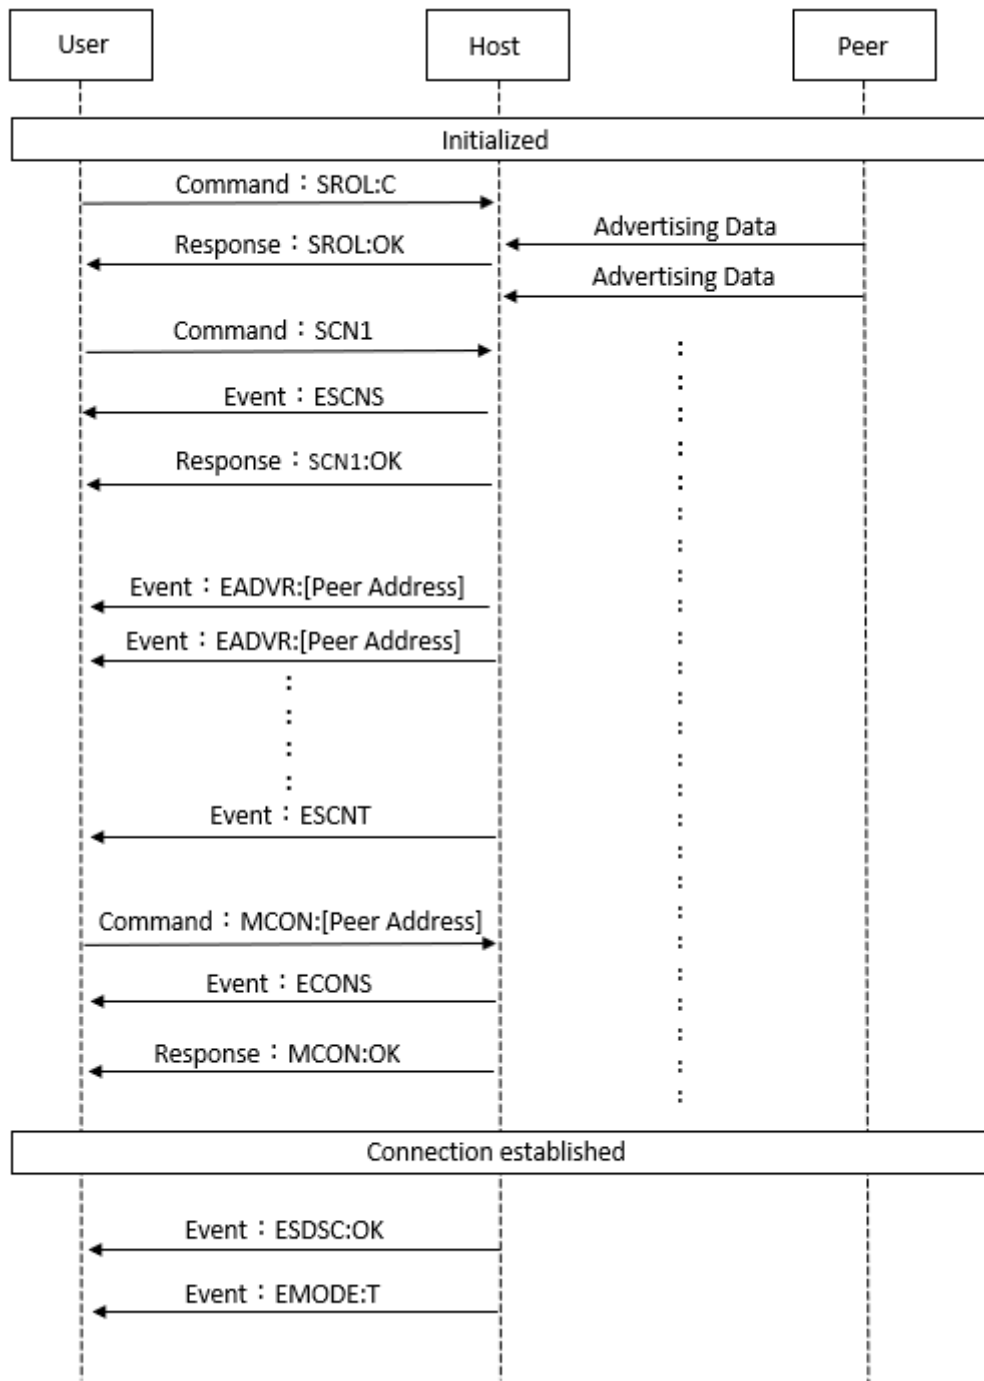 User
Host
Peer
Initialized
Command：SROL:C
Advertising Data
Response：SROL:OK
Advertising Data
Command：SCN1
Event：ESCNS
Response：SCN1:OK
Event：EADVR:[Peer Address]
Event：EADVR:[Peer Address]
Event：ESCNT
Command：MCON:[Peer Address]
Event：ECONS
Response：MCON:OK
Connection established
Event：ESDSC:OK
Event：EMODE:T